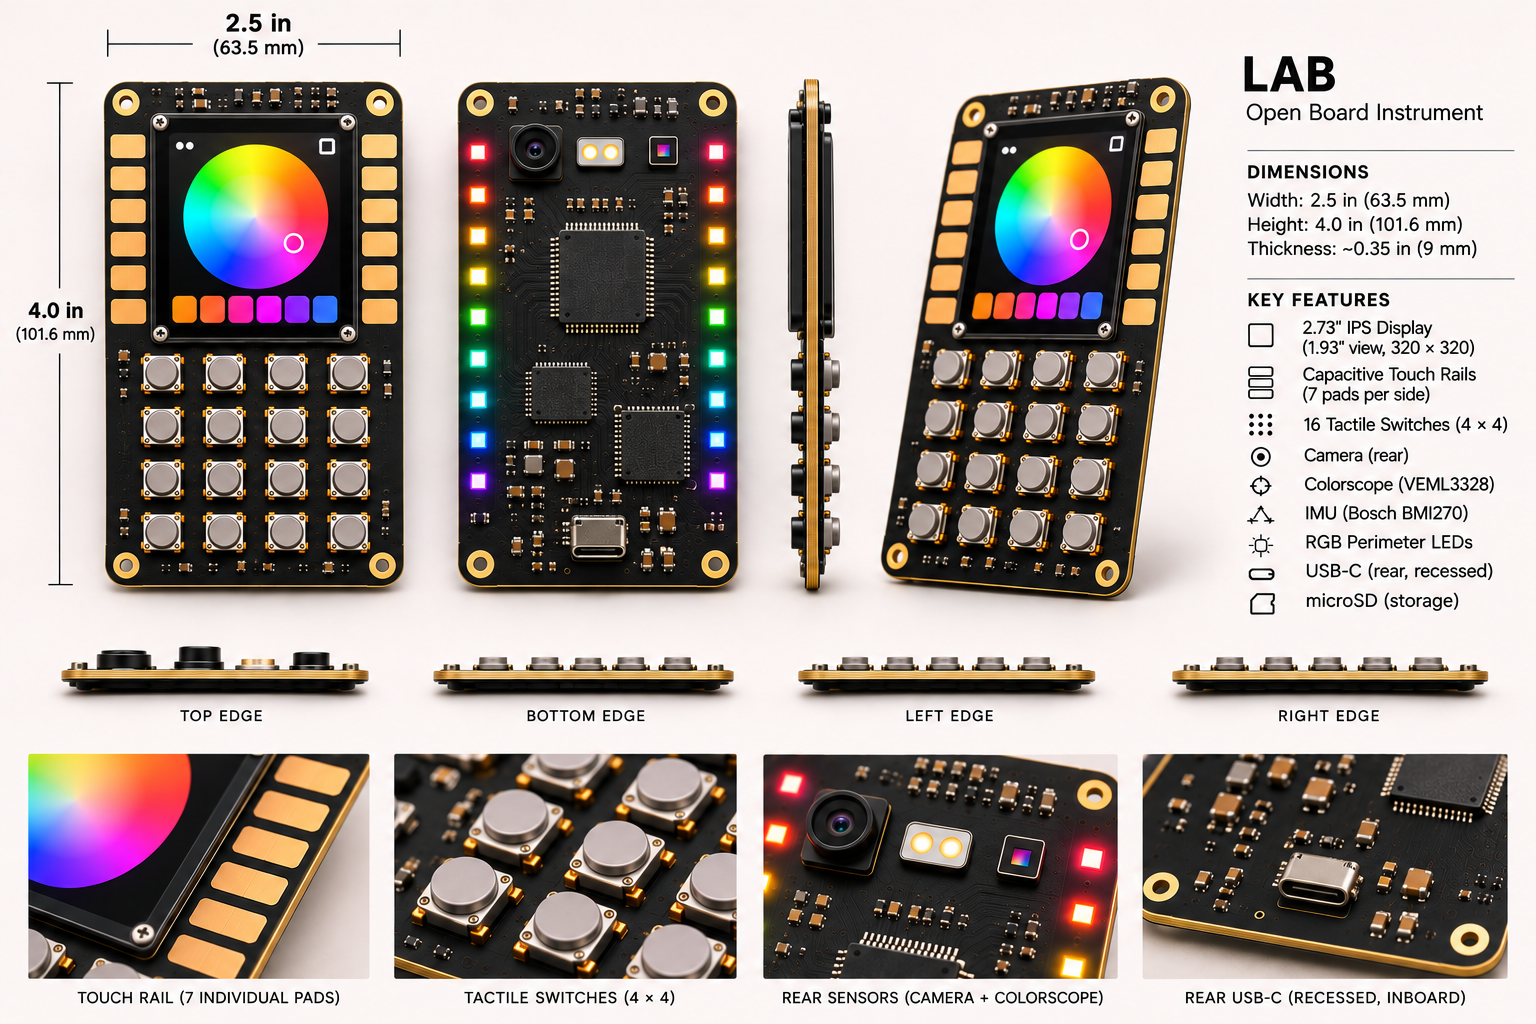 2.5 in
(63.5 mm)
4.0 in
(101.6 mm)
LAB
Open Board Instrument
DIMENSIONS
Width: 2.5 in (63.5 mm)
Height: 4.0 in (101.6 mm)
Thickness: ~0.35 in (9 mm)
KEY FEATURES
2.73" IPS Display
(1.93" view, 320 × 320)
Capacitive Touch Rails
(7 pads per side)
16 Tactile Switches (4 × 4)
Camera (rear)
Colorscope (VEML3328)
IMU (Bosch BMI270)
RGB Perimeter LEDs
USB-C (rear, recessed)
microSD (storage)
TOP EDGE
BOTTOM EDGE
LEFT EDGE
RIGHT EDGE
TOUCH RAIL (7 INDIVIDUAL PADS)
TACTILE SWITCHES (4 × 4)
REAR SENSORS (CAMERA + COLORSCOPE)
REAR USB-C (RECESSED, INBOARD)